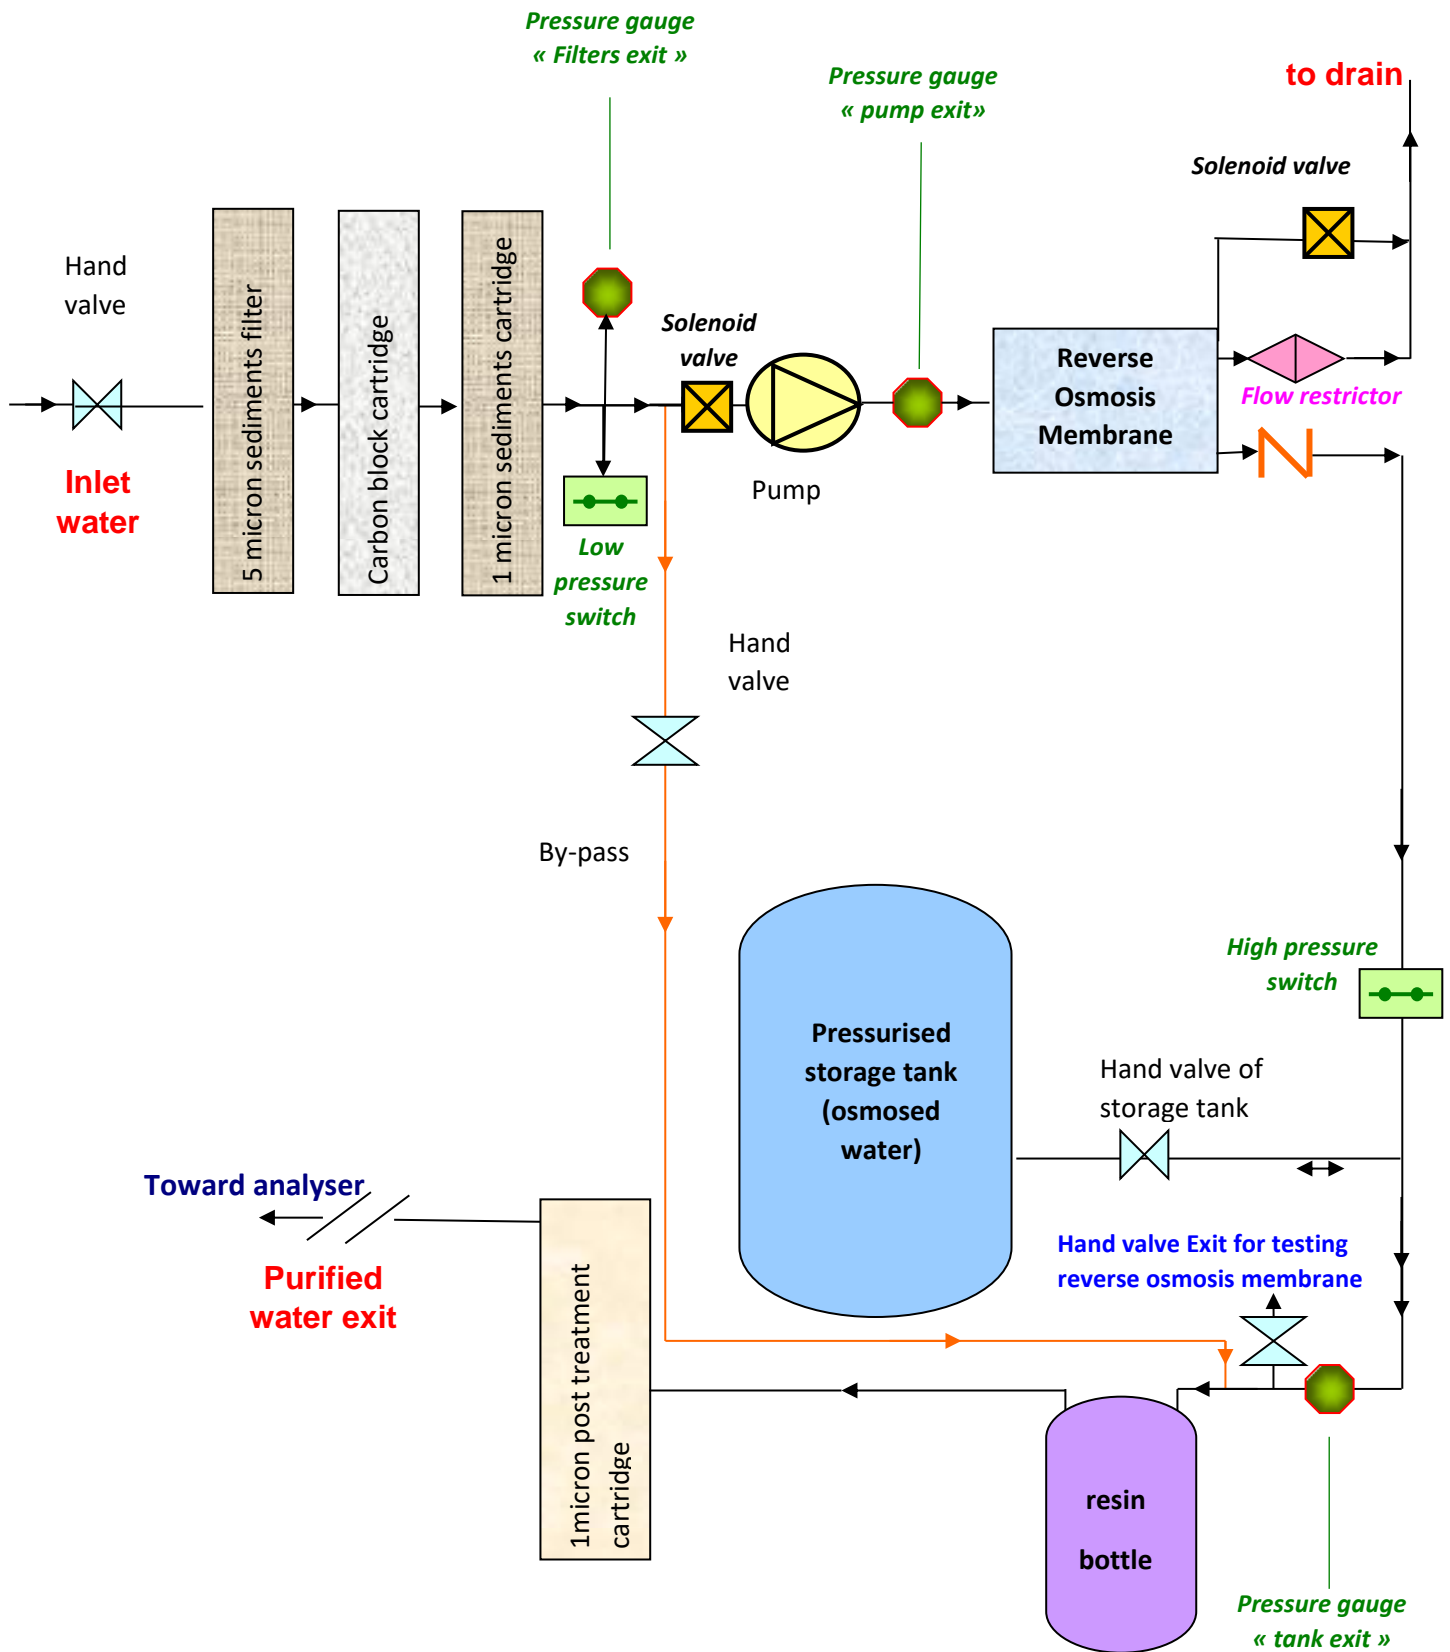 Pressure gauge
« Filters exit »
Pressure gauge
« pump exit»
to drain
Solenoid valve
Hand
valve
5 micron sediments filter
Carbon block cartridge
1 micron sediments cartridge
Solenoid
valve
Reverse
Osmosis
Membrane
Flow restrictor
Inlet
water
Pump
Low
pressure
switch
Hand
valve
By-pass
High pressure
switch
Pressurised
storage tank
(osmosed
water)
Hand valve of
storage tank
Toward analyser
Purified
water exit
1micron post treatment
cartridge
Hand valve Exit for testing
reverse osmosis membrane
resin
bottle
Pressure gauge
« tank exit »